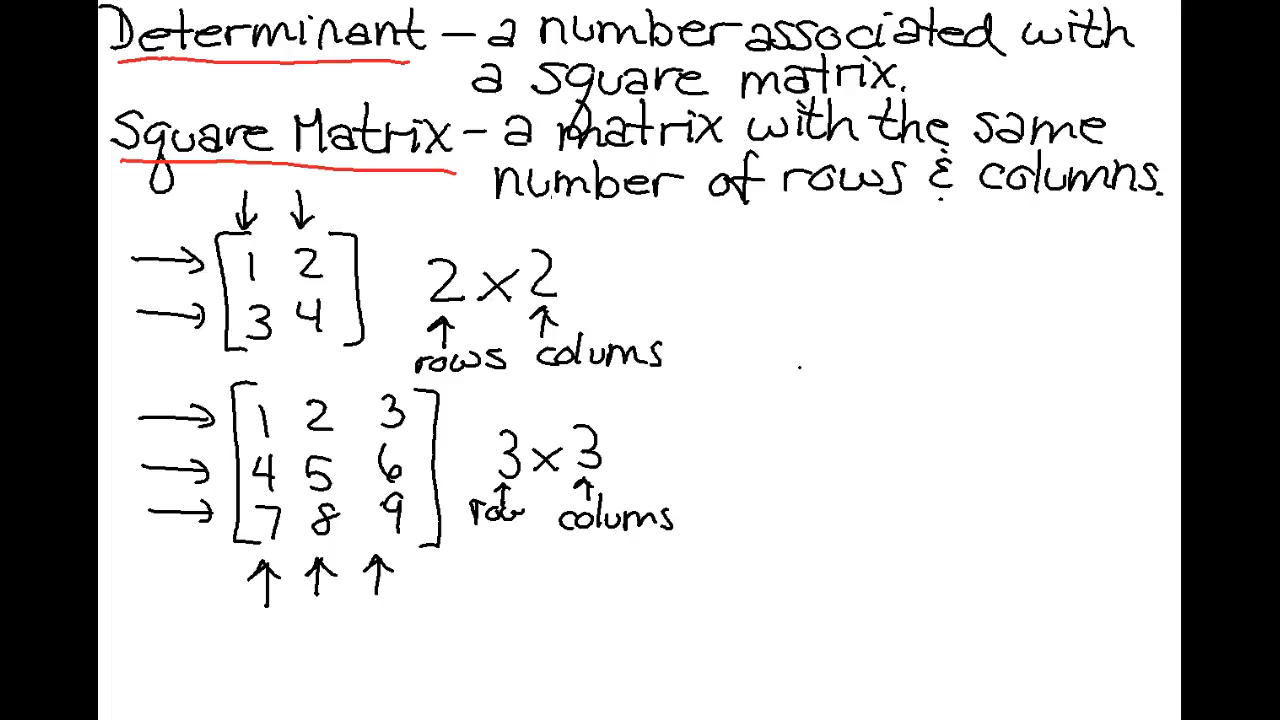 Determinant - a number associated with
a square matrix.
Square Matrix - a matrix with the same
number of rows & columns.
1 2
3 4
2 x 2
rows colums
1 2 3
4 5 6
7 8 9
3 x 3
row colums